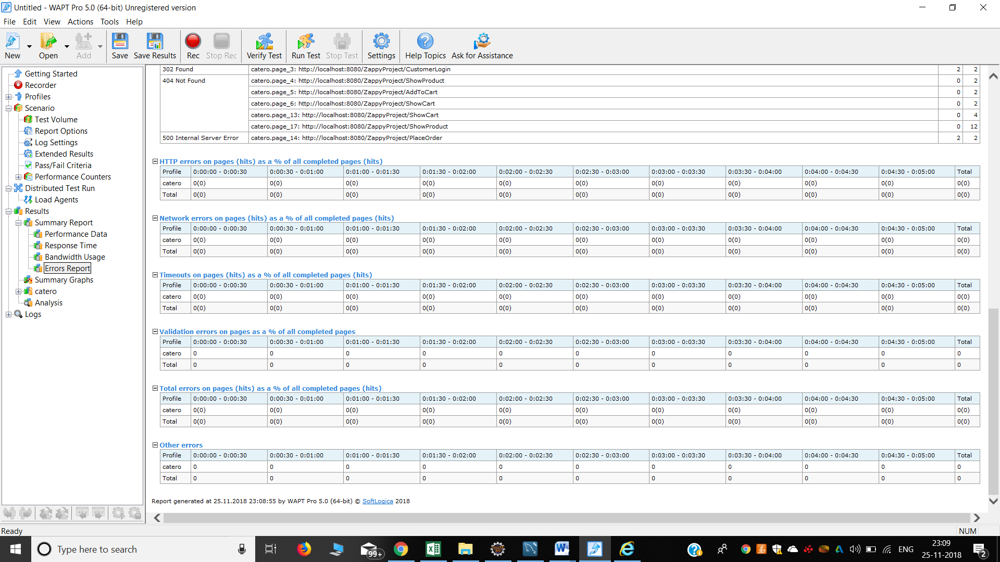 Untitled - WAPT Pro 5.0 (64-bit) Unregistered version
File Edit View Actions Tools Help
New Open Add Save Save Results Rec Stop Rec Verify Test Run Test Stop Test Settings Help Topics Ask for Assistance
Getting Started
Recorder
Profiles
Scenario
Test Volume
Report Options
Log Settings
Extended Results
Pass/Fail Criteria
Performance Counters
Distributed Test Run
Load Agents
Results
Summary Report
Performance Data
Response Time
Bandwidth Usage
Errors Report
Summary Graphs
catero
Analysis
Logs
302 Found catero.page_3: http://localhost:8080/ZappyProject/CustomerLogin 2 2
404 Not Found catero.page_4: http://localhost:8080/ZappyProject/ShowProduct 0 2
catero.page_5: http://localhost:8080/ZappyProject/AddToCart 0 2
catero.page_6: http://localhost:8080/ZappyProject/ShowCart 0 2
catero.page_13: http://localhost:8080/ZappyProject/ShowCart 0 4
catero.page_17: http://localhost:8080/ZappyProject/ShowProduct 0 12
500 Internal Server Error catero.page_14: http://localhost:8080/ZappyProject/PlaceOrder 2 2
HTTP errors on pages (hits) as a % of all completed pages (hits)
Profile 0:00:00 - 0:00:30 0:00:30 - 0:01:00 0:01:00 - 0:01:30 0:01:30 - 0:02:00 0:02:00 - 0:02:30 0:02:30 - 0:03:00 0:03:00 - 0:03:30 0:03:30 - 0:04:00 0:04:00 - 0:04:30 0:04:30 - 0:05:00 Total
catero 0(0) 0(0) 0(0) 0(0) 0(0) 0(0) 0(0) 0(0) 0(0) 0(0) 0(0)
Total 0(0) 0(0) 0(0) 0(0) 0(0) 0(0) 0(0) 0(0) 0(0) 0(0) 0(0)
Network errors on pages (hits) as a % of all completed pages (hits)
Profile 0:00:00 - 0:00:30 0:00:30 - 0:01:00 0:01:00 - 0:01:30 0:01:30 - 0:02:00 0:02:00 - 0:02:30 0:02:30 - 0:03:00 0:03:00 - 0:03:30 0:03:30 - 0:04:00 0:04:00 - 0:04:30 0:04:30 - 0:05:00 Total
catero 0(0) 0(0) 0(0) 0(0) 0(0) 0(0) 0(0) 0(0) 0(0) 0(0) 0(0)
Total 0(0) 0(0) 0(0) 0(0) 0(0) 0(0) 0(0) 0(0) 0(0) 0(0) 0(0)
Timeouts on pages (hits) as a % of all completed pages (hits)
Profile 0:00:00 - 0:00:30 0:00:30 - 0:01:00 0:01:00 - 0:01:30 0:01:30 - 0:02:00 0:02:00 - 0:02:30 0:02:30 - 0:03:00 0:03:00 - 0:03:30 0:03:30 - 0:04:00 0:04:00 - 0:04:30 0:04:30 - 0:05:00 Total
catero 0(0) 0(0) 0(0) 0(0) 0(0) 0(0) 0(0) 0(0) 0(0) 0(0) 0(0)
Total 0(0) 0(0) 0(0) 0(0) 0(0) 0(0) 0(0) 0(0) 0(0) 0(0) 0(0)
Validation errors on pages as a % of all completed pages
Profile 0:00:00 - 0:00:30 0:00:30 - 0:01:00 0:01:00 - 0:01:30 0:01:30 - 0:02:00 0:02:00 - 0:02:30 0:02:30 - 0:03:00 0:03:00 - 0:03:30 0:03:30 - 0:04:00 0:04:00 - 0:04:30 0:04:30 - 0:05:00 Total
catero 0 0 0 0 0 0 0 0 0 0 0
Total 0 0 0 0 0 0 0 0 0 0 0
Total errors on pages (hits) as a % of all completed pages (hits)
Profile 0:00:00 - 0:00:30 0:00:30 - 0:01:00 0:01:00 - 0:01:30 0:01:30 - 0:02:00 0:02:00 - 0:02:30 0:02:30 - 0:03:00 0:03:00 - 0:03:30 0:03:30 - 0:04:00 0:04:00 - 0:04:30 0:04:30 - 0:05:00 Total
catero 0(0) 0(0) 0(0) 0(0) 0(0) 0(0) 0(0) 0(0) 0(0) 0(0) 0(0)
Total 0(0) 0(0) 0(0) 0(0) 0(0) 0(0) 0(0) 0(0) 0(0) 0(0) 0(0)
Other errors
Profile 0:00:00 - 0:00:30 0:00:30 - 0:01:00 0:01:00 - 0:01:30 0:01:30 - 0:02:00 0:02:00 - 0:02:30 0:02:30 - 0:03:00 0:03:00 - 0:03:30 0:03:30 - 0:04:00 0:04:00 - 0:04:30 0:04:30 - 0:05:00 Total
catero 0 0 0 0 0 0 0 0 0 0 0
Total 0 0 0 0 0 0 0 0 0 0 0
Report generated at 25.11.2018 23:08:55 by WAPT Pro 5.0 (64-bit) © SoftLogica 2018
Ready NUM
Type here to search 99+ ENG 23:09
25-11-2018 2